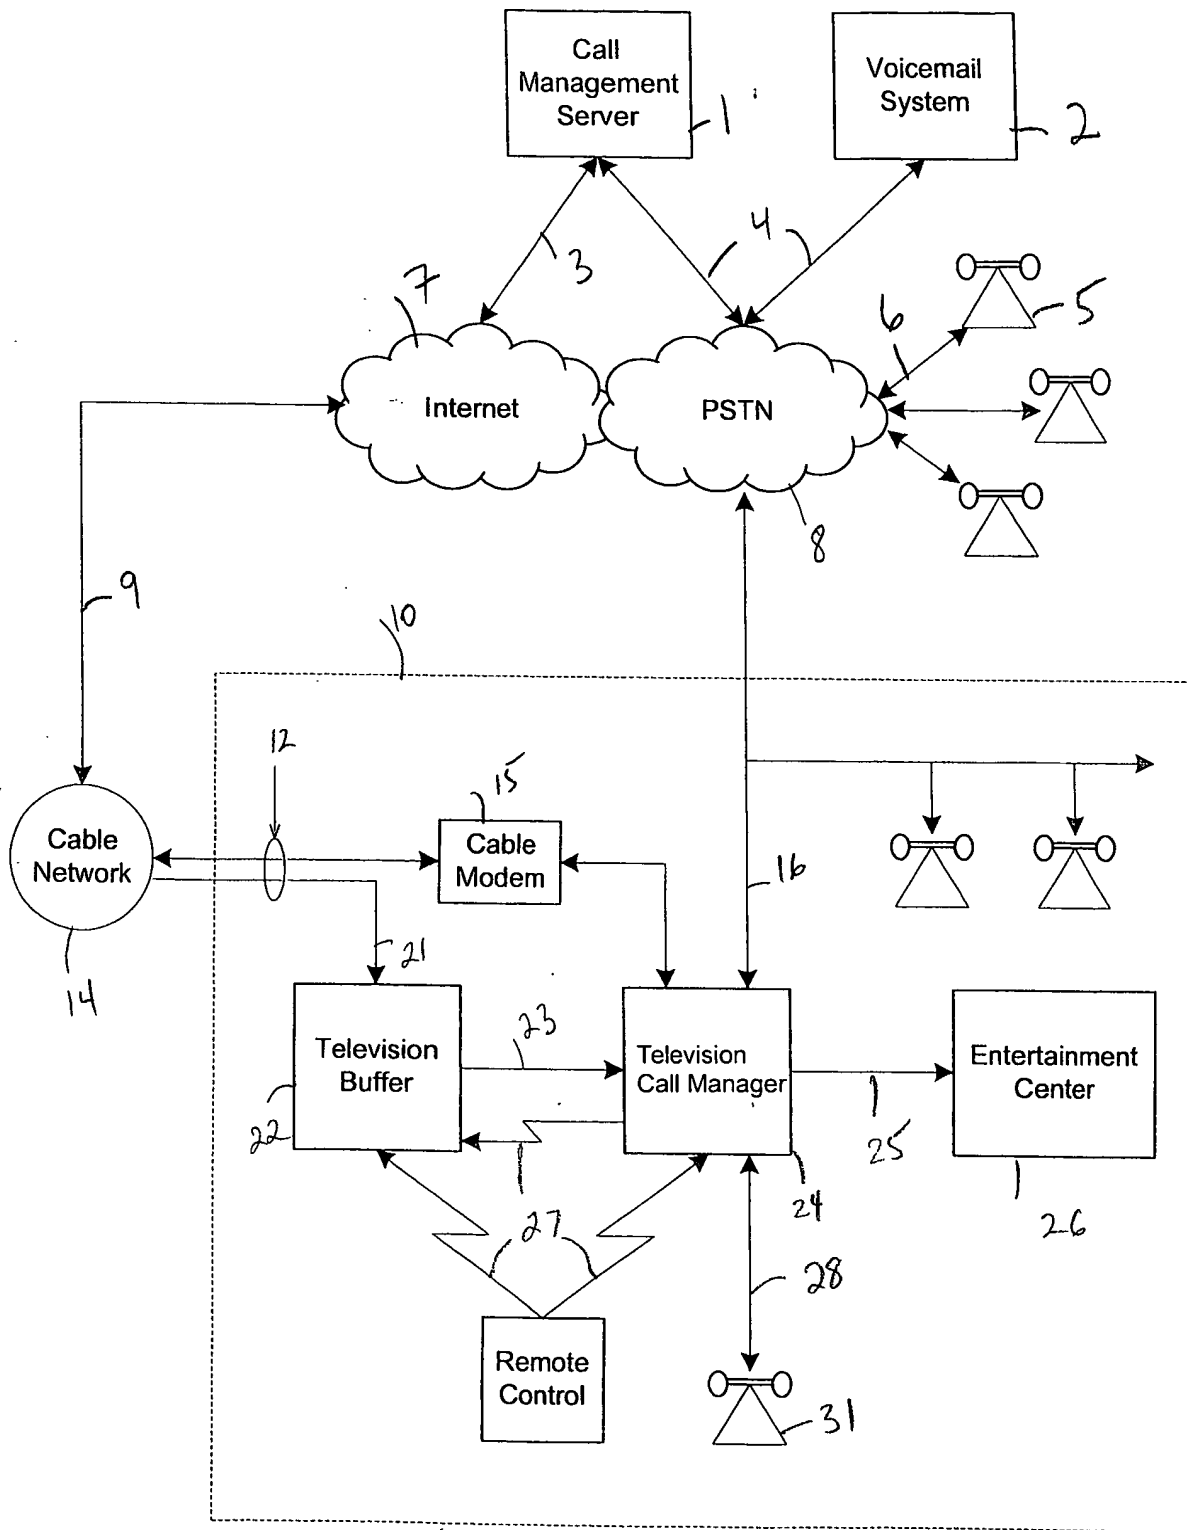 Call
Management
Server
1
Voicemail
System
2
3
4
5
6
7
Internet
PSTN
8
9
10
12
15
Cable
Network
Cable
Modem
16
14
21
23
Television
Buffer
Television
Call Manager
Entertainment
Center
22
25
24
26
27
28
Remote
Control
31